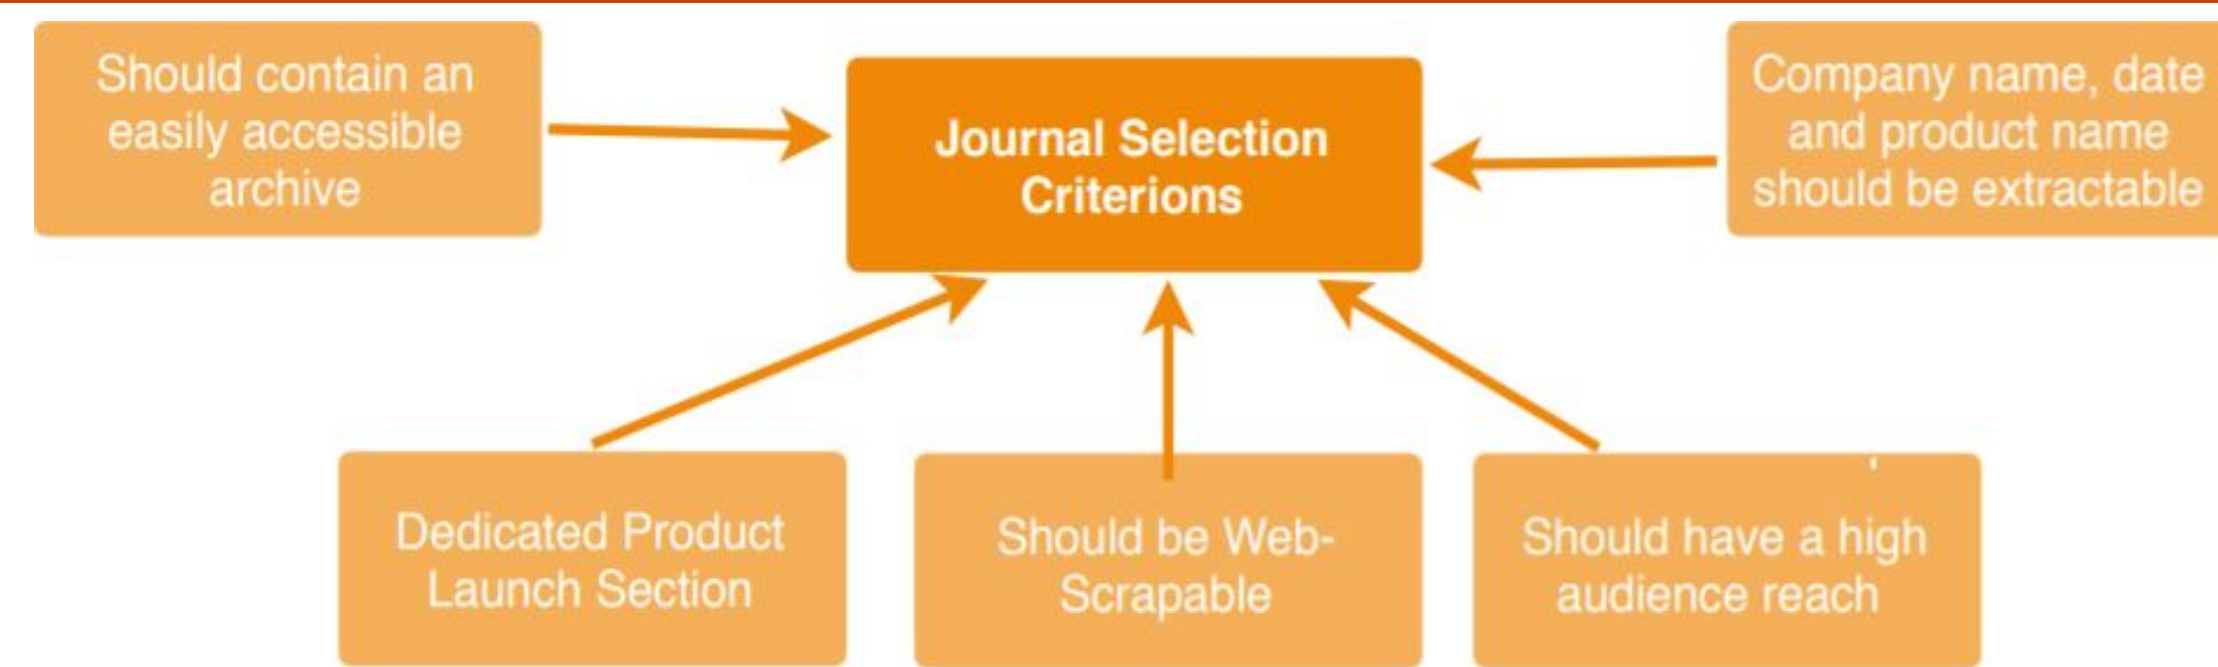 Should contain an
easily accessible
archive
Journal Selection
Criterions
Company name, date
and product name
should be extractable
Dedicated Product
Launch Section
Should be Web-
Scrapable
Should have a high
audience reach